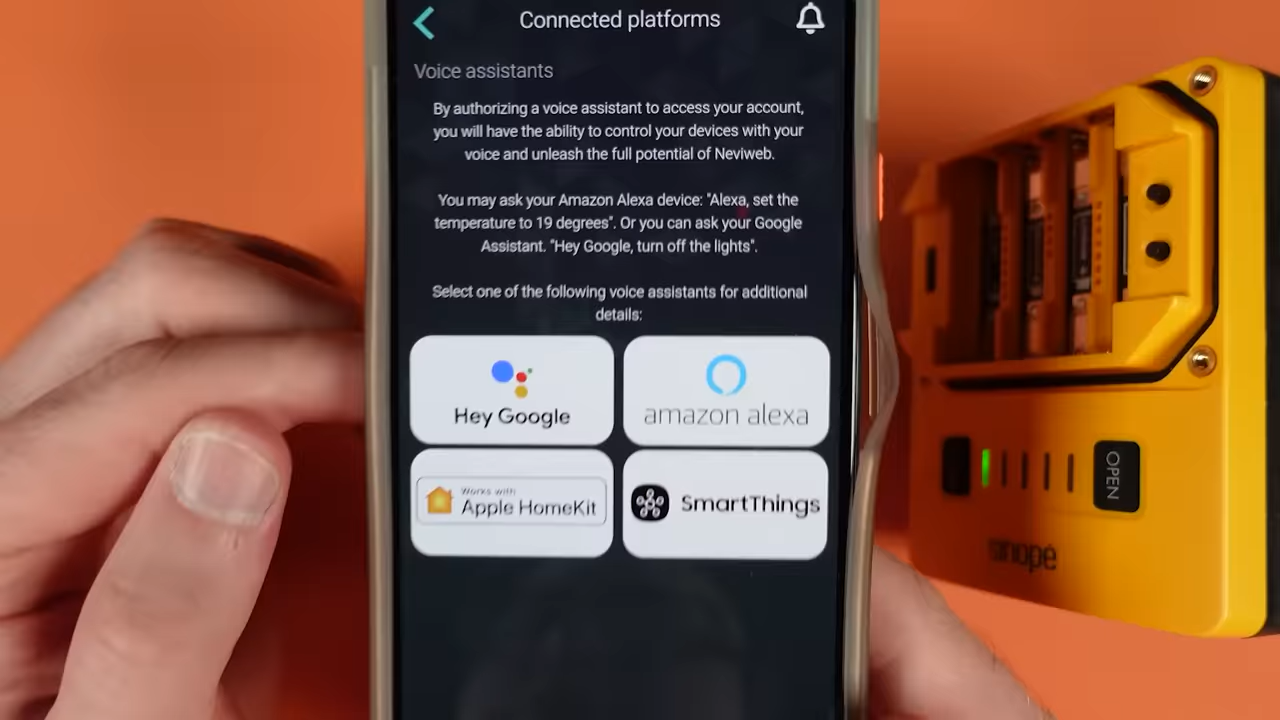 Connected platforms
Voice assistants
By authorizing a voice assistant to access your account,
you will have the ability to control your devices with your
voice and unleash the full potential of Neviweb.
You may ask your Amazon Alexa device: "Alexa, set the
temperature to 19 degrees". Or you can ask your Google
Assistant. "Hey Google, turn off the lights".
Select one of the following voice assistants for additional
details:
Hey Google
amazon alexa
Works with
Apple HomeKit
SmartThings
OPEN
sinopé